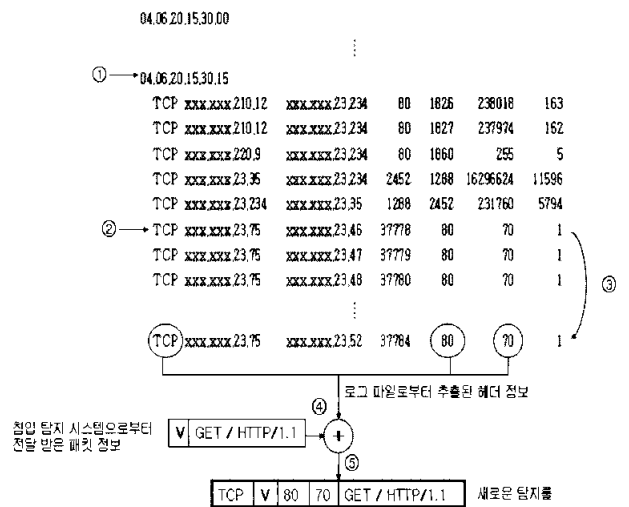 04,06,20,15,30,00
⋮
① 04,06,20,15,30,15
TCP xxx,xxx,210,12 xxx,xxx,23,234 80 1826 238018 163
TCP xxx,xxx,210,12 xxx,xxx,23,234 80 1827 237974 162
TCP xxx,xxx,220,9 xxx,xxx,23,234 80 1860 255 5
TCP xxx,xxx,23,35 xxx,xxx,23,234 2452 1288 16296624 11596
TCP xxx,xxx,23,234 xxx,xxx,23,35 1288 2452 231760 5794
② TCP xxx,xxx,23,75 xxx,xxx,23,46 37778 80 70 1
TCP xxx,xxx,23,75 xxx,xxx,23,47 37779 80 70 1
TCP xxx,xxx,23,75 xxx,xxx,23,48 37780 80 70 1
③
⋮
TCP xxx,xxx,23,75 xxx,xxx,23,52 37784 80 70 1
로그 파일로부터 추출된 헤더 정보
④
침입 탐지 시스템으로부터
전달 받은 패킷 정보
V GET / HTTP/1.1 +
⑤
TCP V 80 70 GET / HTTP/1.1 새로운 탐지룰